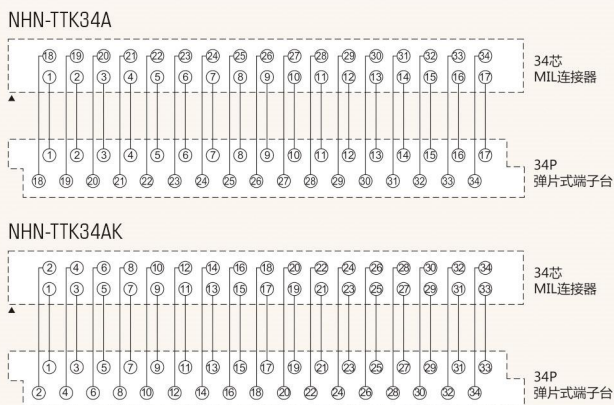 NHN-TTK34A
⑱ ⑲ ⑳ ㉑ ㉒ ㉓ ㉔ ㉕ ㉖ ㉗ ㉘ ㉙ ㉚ ㉛ ㉜ ㉝ ㉞
① ② ③ ④ ⑤ ⑥ ⑦ ⑧ ⑨ ⑩ ⑪ ⑫ ⑬ ⑭ ⑮ ⑯ ⑰
34芯
MIL连接器
① ② ③ ④ ⑤ ⑥ ⑦ ⑧ ⑨ ⑩ ⑪ ⑫ ⑬ ⑭ ⑮ ⑯ ⑰
⑱ ⑲ ⑳ ㉑ ㉒ ㉓ ㉔ ㉕ ㉖ ㉗ ㉘ ㉙ ㉚ ㉛ ㉜ ㉝ ㉞
34P
弹片式端子台
NHN-TTK34AK
② ④ ⑥ ⑧ ⑩ ⑫ ⑭ ⑯ ⑱ ⑳ ㉒ ㉔ ㉖ ㉘ ㉚ ㉜ ㉞
① ③ ⑤ ⑦ ⑨ ⑪ ⑬ ⑮ ⑰ ⑲ ㉑ ㉓ ㉕ ㉗ ㉙ ㉛ ㉝
34芯
MIL连接器
① ③ ⑤ ⑦ ⑨ ⑪ ⑬ ⑮ ⑰ ⑲ ㉑ ㉓ ㉕ ㉗ ㉙ ㉛ ㉝
② ④ ⑥ ⑧ ⑩ ⑫ ⑭ ⑯ ⑱ ⑳ ㉒ ㉔ ㉖ ㉘ ㉚ ㉜ ㉞
34P
弹片式端子台